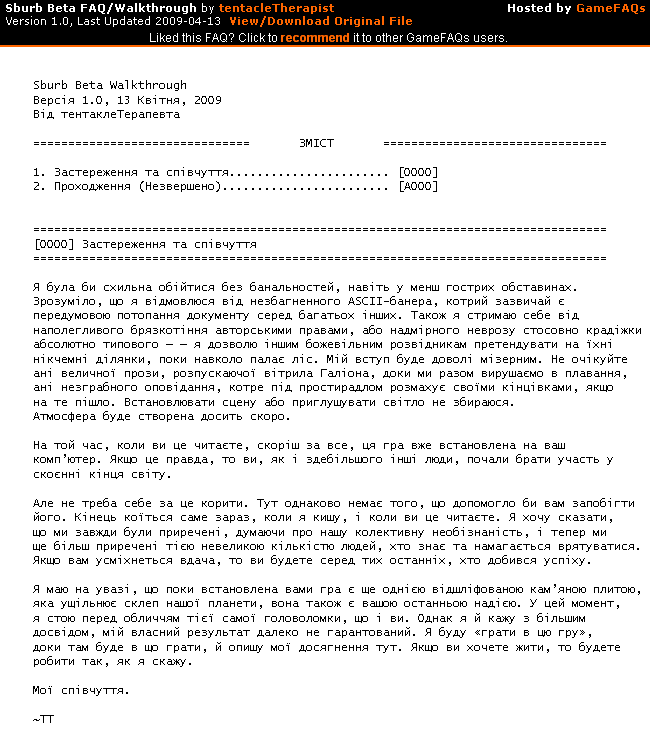 Sburb Beta FAQ/Walkthrough by tentacleTherapist Hosted by GameFAQs
Version 1.0, Last Updated 2009-04-13 View/Download Original File
Liked this FAQ? Click to recommend it to other GameFAQs users.
Sburb Beta Walkthrough
Версія 1.0, 13 Квітня, 2009
Від тентаклеТерапевта
============================== ЗМІСТ ===============================
1. Застереження та співчуття....................... [0000]
2. Проходження (Незвершено)........................ [A000]
================================================================================
[0000] Застереження та співчуття
================================================================================
Я була би схильна обійтися без банальностей, навіть у менш гострих обставинах.
Зрозуміло, що я відмовлюся від незбагненного ASCII-банера, котрий зазвичай є
передумовою потопання документу серед багатьох інших. Також я стримаю себе від
наполегливого брязкотіння авторськими правами, або надмірного неврозу стосовно крадіжки
абсолютно типового — — я дозволю іншим божевільним розвідникам претендувати на їхні
нікчемні ділянки, поки навколо палає ліс. Мій вступ буде доволі мізерним. Не очікуйте
ані величної прози, розпускаючої вітрила Галіона, доки ми разом вирушаємо в плавання,
ані незграбного оповідання, котре під простирадлом розмахує своїми кінцівками, якщо
на те пішло. Встановлювати сцену або приглушувати світло не збираюся.
Атмосфера буде створена досить скоро.
На той час, коли ви це читаєте, скоріш за все, ця гра вже встановлена на ваш
комп'ютер. Якщо це правда, то ви, як і здебільшого інші люди, почали брати участь у
скоєнні кінця світу.
Але не треба себе за це корити. Тут однаково немає того, що допомогло би вам запобігти
його. Кінець коїться саме зараз, коли я кишу, і коли ви це читаєте. Я хочу сказати,
що ми завжди були приречені, думаючи про нашу колективну необізнаність, і тепер ми
ще більш приречені тією невеликою кількістю людей, хто знає та намагається врятуватися.
Якщо вам усміхнеться вдача, то ви будете серед тих останніх, хто добився успіху.
Я маю на увазі, що поки встановлена вами гра є ще однією відшліфованою кам'яною плитою,
яка ущільнює склеп нашої планети, вона також є вашою останньою надією. У цей момент,
я стою перед обличчям тієї самої головоломки, що і ви. Однак я й кажу з більшим
досвідом, мій власний результат далеко не гарантований. Я буду «грати в цю гру»,
доки там буде в що грати, й опишу мої досягнення тут. Якщо ви хочете жити, то будете
робити так, як я скажу.
Мої співчуття.
~ТТ